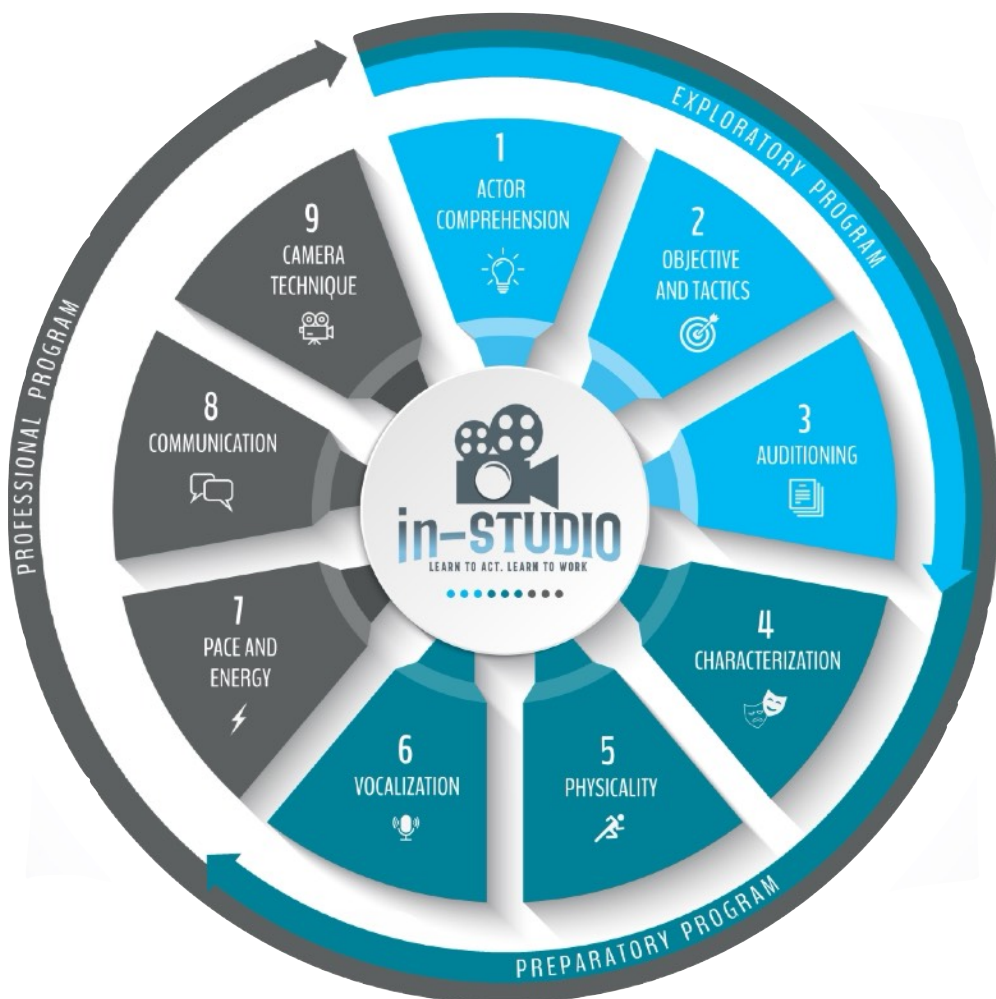 EXPLORATORY PROGRAM
1
ACTOR
COMPREHENSION
2
OBJECTIVE
AND TACTICS
3
AUDITIONING
4
CHARACTERIZATION
5
PHYSICALITY
6
VOCALIZATION
7
PACE AND
ENERGY
8
COMMUNICATION
9
CAMERA
TECHNIQUE
in-STUDIO
LEARN TO ACT. LEARN TO WORK
PREPARATORY PROGRAM
PROFESSIONAL PROGRAM